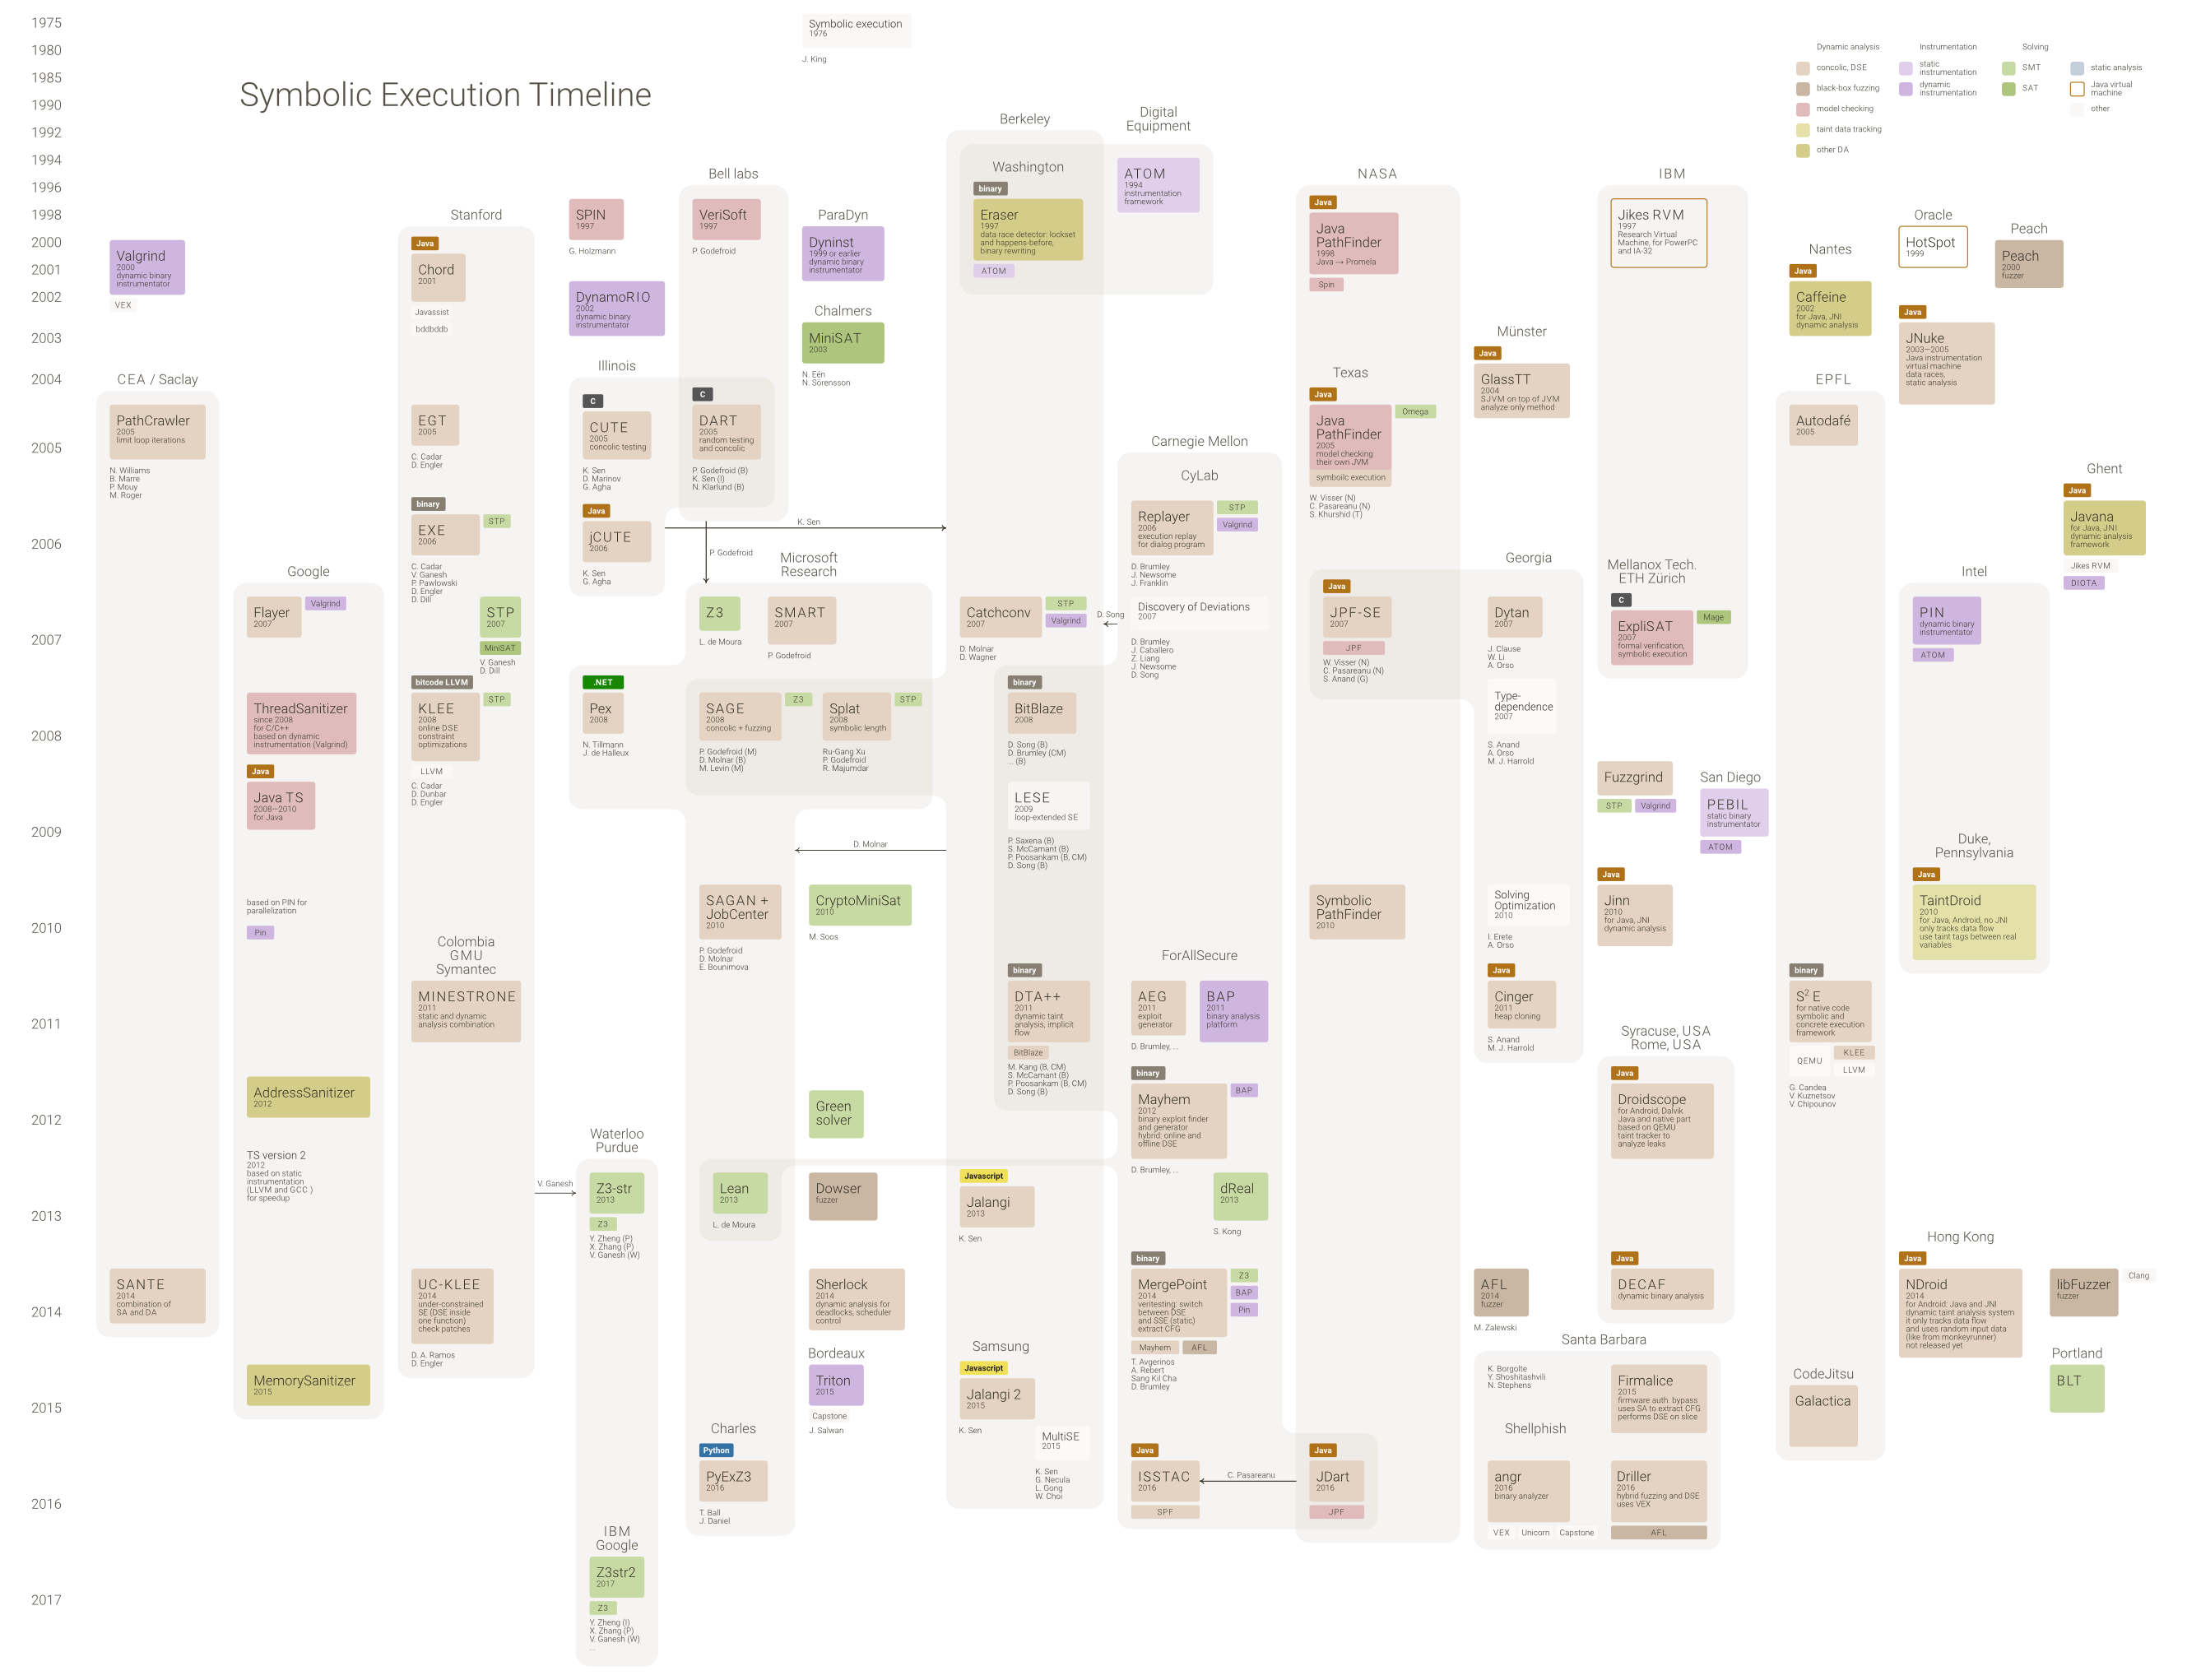 Symbolic Execution Timeline
1975
1980
1985
1990
1992
1994
1996
1998
2000
2001
2002
2003
2004
2005
2006
2007
2008
2009
2010
2011
2012
2013
2014
2015
2016
2017
Symbolic execution
1976
J. King
Dynamic analysis
concolic, DSE
black-box fuzzing
model checking
taint data tracking
other DA
Instrumentation
static
instrumentation
dynamic
instrumentation
Solving
SMT
SAT
static analysis
Java virtual
machine
other
Valgrind
2000
dynamic binary
instrumentator
VEX
CEA / Saclay
PathCrawler
2005
limit loop iterations
N. Williams
B. Marre
P. Mouy
M. Roger
SANTE
2014
combination of
SA and DA
Google
Flayer
2007
Valgrind
ThreadSanitizer
since 2008
for C/C++
based on dynamic
instrumentation (Valgrind)
Java
Java TS
2008—2010
for Java
based on PIN for
parallelization
Pin
AddressSanitizer
2012
TS version 2
2012
based on static
instrumentation
(LLVM and GCC )
for speedup
MemorySanitizer
2015
Stanford
Java
Chord
2001
Javassist
bddbddb
EGT
2005
C. Cadar
D. Engler
binary
EXE
2006
STP
C. Cadar
V. Ganesh
P. Pawlowski
D. Engler
D. Dill
STP
2007
MiniSAT
V. Ganesh
D. Dill
bitcode LLVM
KLEE
2008
online DSE
constraint
optimizations
STP
LLVM
C. Cadar
D. Dunbar
D. Engler
Colombia
GMU
Symantec
MINESTRONE
2011
static and dynamic
analysis combination
UC-KLEE
2014
under-constrained
SE (DSE inside
one function)
check patches
D. A. Ramos
D. Engler
V. Ganesh
SPIN
1997
G. Holzmann
DynamoRIO
2002
dynamic binary
instrumentator
Illinois
C
CUTE
2005
concolic testing
K. Sen
D. Marinov
G. Agha
Java
jCUTE
2006
K. Sen
G. Agha
K. Sen
Bell labs
VeriSoft
1997
P. Godefroid
C
DART
2005
random testing
and concolic
P. Godefroid (B)
K. Sen (I)
N. Klarlund (B)
P. Godefroid
ParaDyn
Dyninst
1999 or earlier
dynamic binary
instrumentator
Chalmers
MiniSAT
2003
N. Eén
N. Sörensson
Microsoft
Research
Z3
L. de Moura
SMART
2007
P. Godefroid
.NET
Pex
2008
N. Tillmann
J. de Halleux
SAGE
2008
concolic + fuzzing
Z3
P. Godefroid (M)
D. Molnar (B)
M. Levin (M)
Splat
2008
symbolic length
STP
Ru-Gang Xu
P. Godefroid
R. Majumdar
D. Molnar
SAGAN +
JobCenter
2010
P. Godefroid
D. Molnar
E. Bounimova
CryptoMiniSat
2010
M. Soos
Green
solver
Waterloo
Purdue
Z3-str
2013
Z3
Y. Zheng (P)
X. Zhang (P)
V. Ganesh (W)
IBM
Google
Z3str2
2017
Z3
Y. Zheng (I)
X. Zhang (P)
V. Ganesh (W)
...
Lean
2013
L. de Moura
Dowser
fuzzer
Sherlock
2014
dynamic analysis for
deadlocks, scheduler
control
Bordeaux
Triton
2015
Capstone
J. Salwan
Charles
Python
PyExZ3
2016
T. Ball
J. Daniel
Berkeley
Washington
binary
Eraser
1997
data race detector: lockset
and happens-before,
binary rewriting
ATOM
Digital
Equipment
ATOM
1994
instrumentation
framework
Catchconv
2007
STP
Valgrind
D. Molnar
D. Wagner
D. Song
binary
BitBlaze
2008
D. Song (B)
D. Brumley (CM)
... (B)
LESE
2009
loop-extended SE
P. Saxena (B)
S. McCamant (B)
P. Poosankam (B, CM)
D. Song (B)
binary
DTA++
2011
dynamic taint
analysis, implicit
flow
BitBlaze
M. Kang (B, CM)
S. McCamant (B)
P. Poosankam (B, CM)
D. Song (B)
Javascript
Jalangi
2013
K. Sen
Samsung
Javascript
Jalangi 2
2015
K. Sen
MultiSE
2015
K. Sen
G. Necula
L. Gong
W. Choi
Carnegie Mellon
CyLab
Replayer
2006
execution replay
for dialog program
STP
Valgrind
D. Brumley
J. Newsome
J. Franklin
Discovery of Deviations
2007
D. Brumley
J. Caballero
Z. Liang
J. Newsome
D. Song
ForAllSecure
AEG
2011
exploit
generator
D. Brumley, ...
BAP
2011
binary analysis
platform
binary
Mayhem
2012
binary exploit finder
and generator
hybrid: online and
offline DSE
BAP
D. Brumley, ...
dReal
2013
S. Kong
binary
MergePoint
2014
veritesting: switch
between DSE
and SSE (static)
extract CFG
Z3
BAP
Pin
Mayhem
AFL
T. Avgerinos
A. Rebert
Sang Kil Cha
D. Brumley
Java
ISSTAC
2016
SPF
C. Pasareanu
Java
JDart
2016
JPF
NASA
Java
Java
PathFinder
1998
Java → Promela
Spin
Texas
Java
Java
PathFinder
2005
model checking
their own JVM
symboilc execution
Omega
W. Visser (N)
C. Pasareanu (N)
S. Khurshid (T)
Java
JPF-SE
2007
JPF
W. Visser (N)
C. Pasareanu (N)
S. Anand (G)
Symbolic
PathFinder
2010
Münster
Java
GlassTT
2004
SJVM on top of JVM
analyze only method
Georgia
Dytan
2007
J. Clause
W. Li
A. Orso
Type-
dependence
2007
S. Anand
A. Orso
M. J. Harrold
Solving
Optimization
2010
I. Erete
A. Orso
Java
Cinger
2011
heap cloning
S. Anand
M. J. Harrold
AFL
2014
fuzzer
M. Zalewski
IBM
Jikes RVM
1997
Research Virtual
Machine, for PowerPC
and IA-32
Mellanox Tech.
ETH Zürich
C
ExpliSAT
2007
formal verification,
symbolic execution
Mage
Fuzzgrind
STP
Valgrind
San Diego
PEBIL
static binary
instrumentator
ATOM
Java
Jinn
2010
for Java, JNI
dynamic analysis
Syracuse, USA
Rome, USA
Java
Droidscope
for Android, Dalvik
Java and native part
based on QEMU
taint tracker to
analyze leaks
Java
DECAF
dynamic binary analysis
Santa Barbara
K. Borgolte
Y. Shoshitashvili
N. Stephens
Firmalice
2015
firmware auth. bypass
uses SA to extract CFG
performs DSE on slice
Shellphish
angr
2016
binary analyzer
VEX
Unicorn
Capstone
Driller
2016
hybrid fuzzing and DSE
uses VEX
AFL
Nantes
Java
Caffeine
2002
for Java, JNI
dynamic analysis
EPFL
Autodafé
2005
binary
S2 E
for native code
symbolic and
concrete execution
framework
QEMU
KLEE
LLVM
G. Candea
V. Kuznetsov
V. Chipounov
CodeJitsu
Galactica
Oracle
HotSpot
1999
Peach
Peach
2000
fuzzer
Java
JNuke
2003—2005
Java instrumentation
virtual machine
data races,
static analysis
Ghent
Java
Javana
for Java, JNI
dynamic analysis
framework
Jikes RVM
DIOTA
Intel
PIN
dynamic binary
instrumentator
ATOM
Duke,
Pennsylvania
Java
TaintDroid
2010
for Java, Android, no JNI
only tracks data flow
use taint tags between real
variables
Hong Kong
Java
NDroid
2014
for Android: Java and JNI
dynamic taint analysis system
it only tracks data flow
and uses random input data
(like from monkeyrunner)
not released yet
libFuzzer
fuzzer
Clang
Portland
BLT